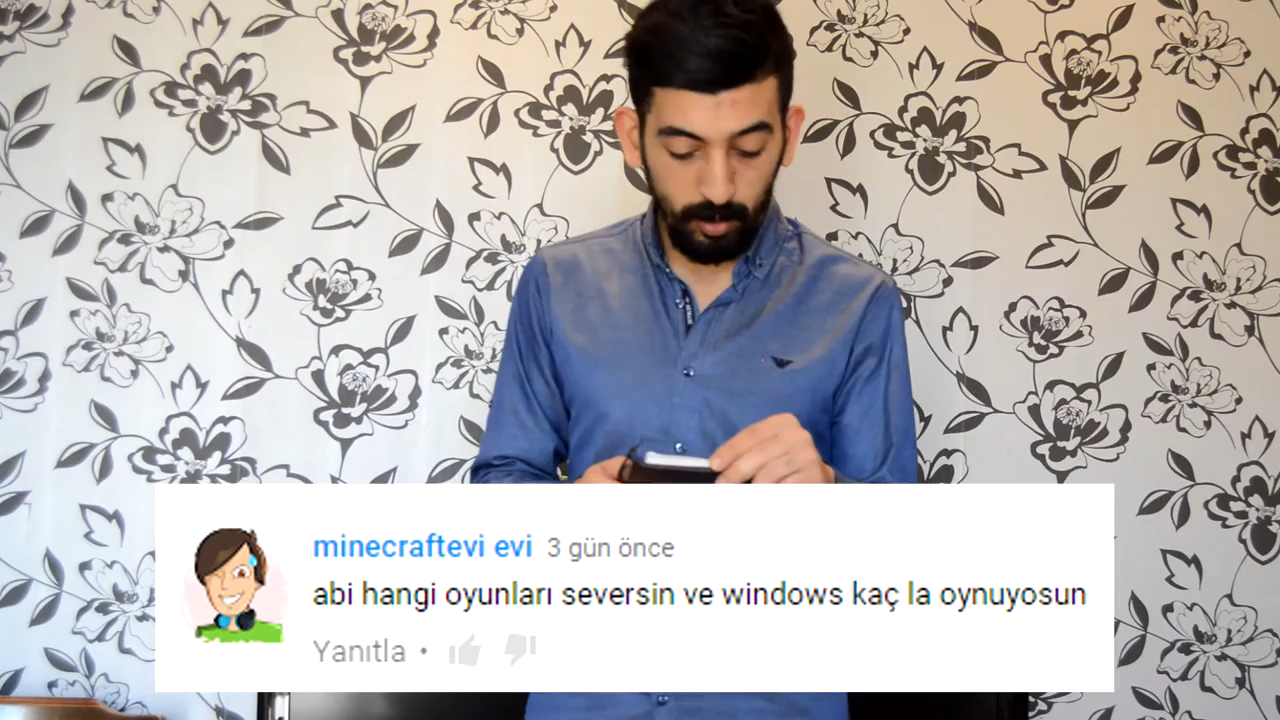 minecraftevi evi 3 gün önce
abi hangi oyunları seversin ve windows kaç la oynuyosun
Yanıtla •